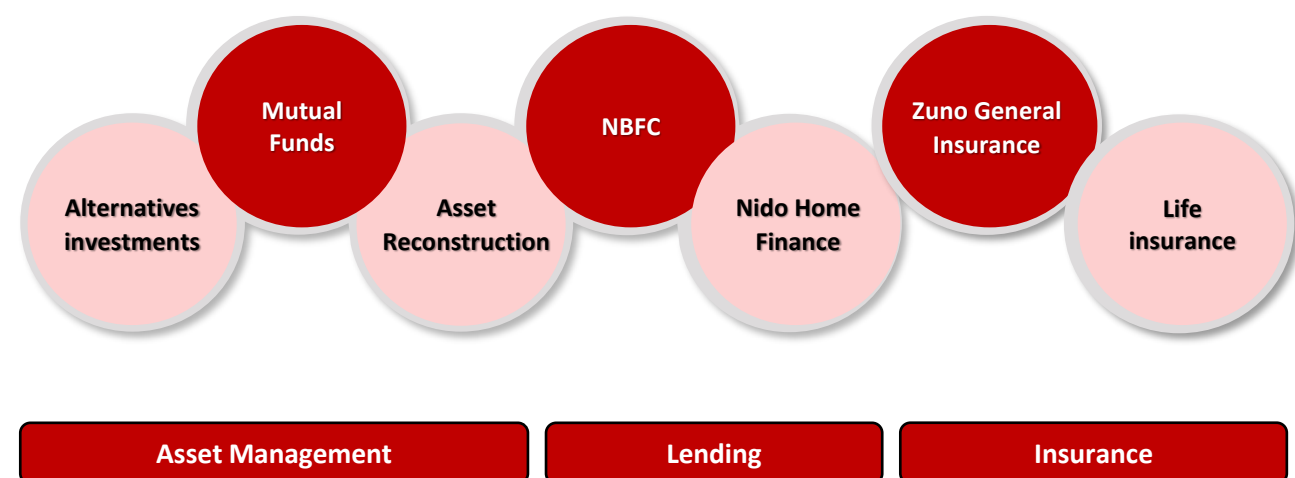 Alternatives
investments
Mutual
Funds
Asset
Reconstruction
NBFC
Nido Home
Finance
Zuno General
Insurance
Life
insurance
Asset Management
Lending
Insurance